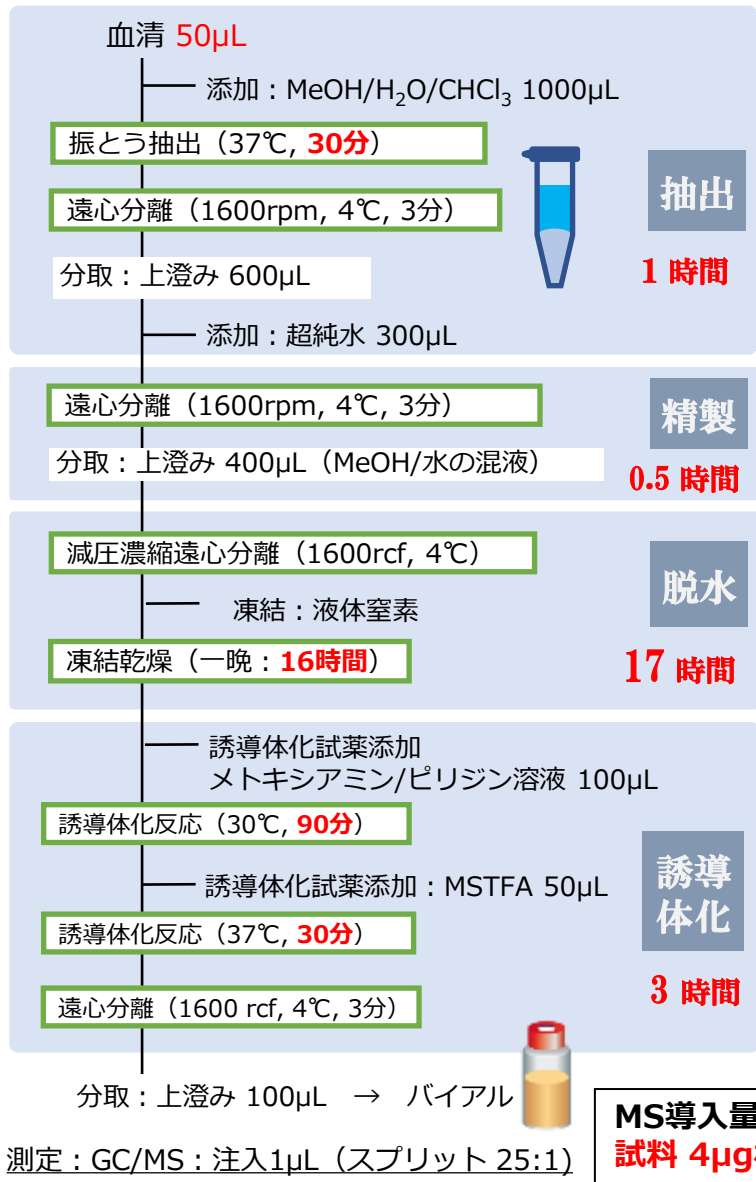 血清 50µL
添加：MeOH/H₂O/CHCl₃ 1000µL
振とう抽出（37℃, 30分）
遠心分離（1600rpm, 4℃, 3分）
抽出
1 時間
分取：上澄み 600µL
添加：超純水 300µL
遠心分離（1600rpm, 4℃, 3分）
精製
分取：上澄み 400µL（MeOH/水の混液）
0.5 時間
減圧濃縮遠心分離（1600rcf, 4℃）
脱水
凍結：液体窒素
凍結乾燥（一晩：16時間）
17 時間
誘導体化試薬添加
メトキシアミン/ピリジン溶液 100µL
誘導体化反応（30℃, 90分）
誘導
体化
誘導体化試薬添加：MSTFA 50µL
誘導体化反応（37℃, 30分）
3 時間
遠心分離（1600 rcf, 4℃, 3分）
分取：上澄み 100µL → バイアル
MS導入量
試料 4µg
測定：GC/MS：注入1µL（スプリット 25:1)